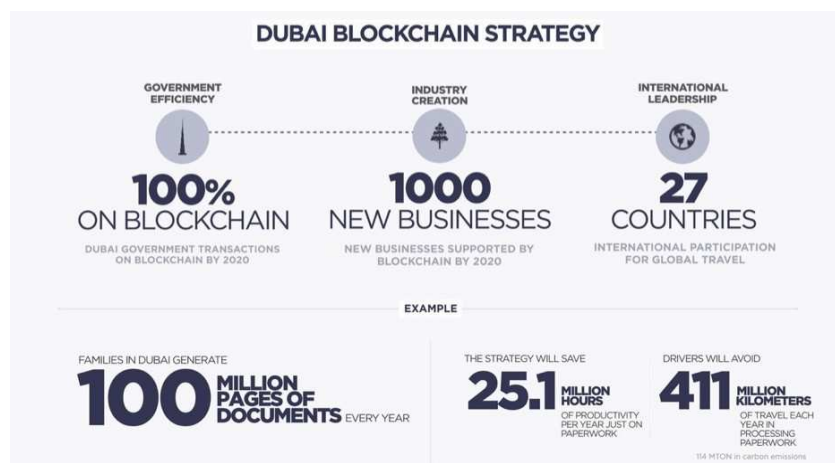 DUBAI BLOCKCHAIN STRATEGY
GOVERNMENT
EFFICIENCY
100%
ON BLOCKCHAIN
DUBAI GOVERNMENT TRANSACTIONS
ON BLOCKCHAIN BY 2020
INDUSTRY
CREATION
1000
NEW BUSINESSES
NEW BUSINESSES SUPPORTED BY
BLOCKCHAIN BY 2020
INTERNATIONAL
LEADERSHIP
27
COUNTRIES
INTERNATIONAL PARTICIPATION
FOR GLOBAL TRAVEL
EXAMPLE
FAMILIES IN DUBAI GENERATE
100 MILLION
PAGES OF
DOCUMENTS EVERY YEAR
THE STRATEGY WILL SAVE
25.1 MILLION
HOURS
OF PRODUCTIVITY
PER YEAR JUST ON
PAPERWORK
DRIVERS WILL AVOID
411 MILLION
KILOMETERS
OF TRAVEL EACH
YEAR IN
PROCESSING
PAPERWORK
114 MTON in carbon emissions